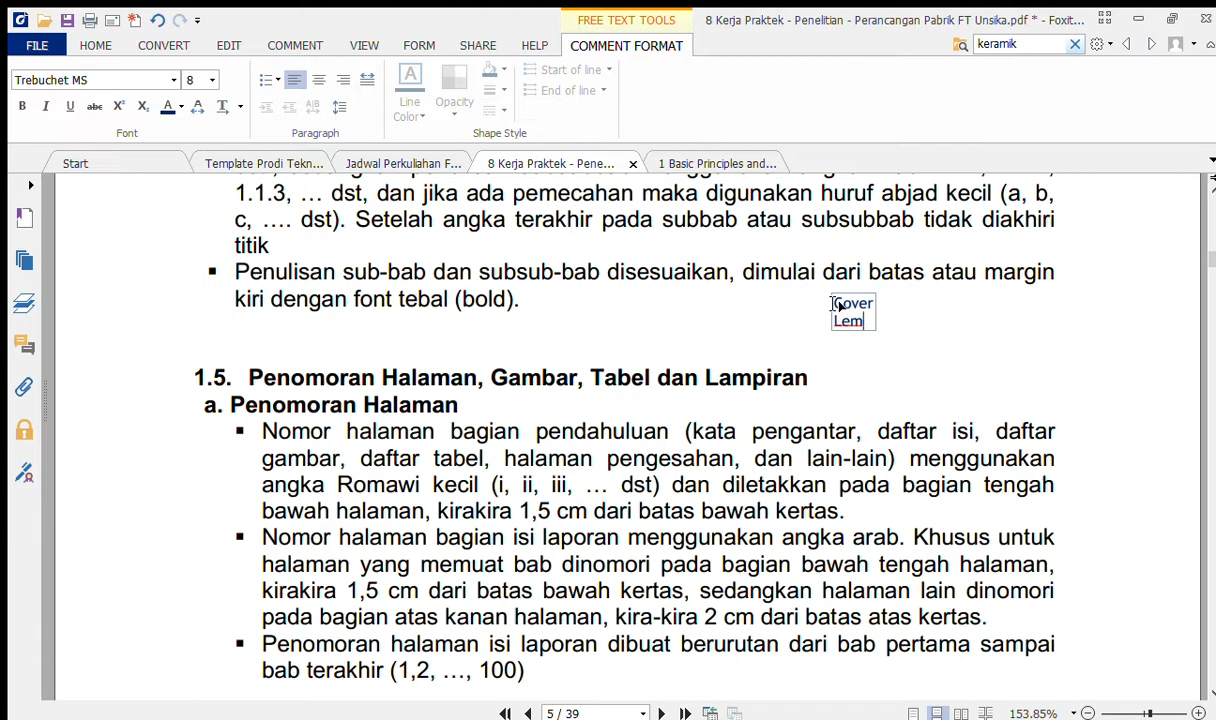 FREE TEXT TOOLS
8 Kerja Praktek - Penelitian - Perancangan Pabrik FT Unsika.pdf * - Foxit...
FILE HOME CONVERT EDIT COMMENT VIEW FORM SHARE HELP COMMENT FORMAT
keramik
Trebuchet MS 8
Line Color
Opacity
Start of line
End of line
Font Paragraph Shape Style
Start Template Prodi Tekn... Jadwal Perkuliahan F... 8 Kerja Praktek - Pene... 1 Basic Principles and...
1.1.3, … dst, dan jika ada pemecahan maka digunakan huruf abjad kecil (a, b,
c, …. dst). Setelah angka terakhir pada subbab atau subsubbab tidak diakhiri
titik
▪ Penulisan sub-bab dan subsub-bab disesuaikan, dimulai dari batas atau margin
kiri dengan font tebal (bold).
Cover
Lem
1.5. Penomoran Halaman, Gambar, Tabel dan Lampiran
a. Penomoran Halaman
▪ Nomor halaman bagian pendahuluan (kata pengantar, daftar isi, daftar
gambar, daftar tabel, halaman pengesahan, dan lain-lain) menggunakan
angka Romawi kecil (i, ii, iii, … dst) dan diletakkan pada bagian tengah
bawah halaman, kirakira 1,5 cm dari batas bawah kertas.
▪ Nomor halaman bagian isi laporan menggunakan angka arab. Khusus untuk
halaman yang memuat bab dinomori pada bagian bawah tengah halaman,
kirakira 1,5 cm dari batas bawah kertas, sedangkan halaman lain dinomori
pada bagian atas kanan halaman, kira-kira 2 cm dari batas atas kertas.
▪ Penomoran halaman isi laporan dibuat berurutan dari bab pertama sampai
bab terakhir (1,2, …, 100)
5 / 39
153.85%